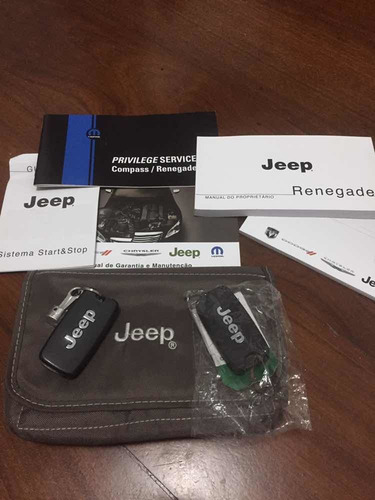 PRIVILEGE SERVICE
Compass / Renegade
Jeep
Renegade
MANUAL DO PROPRIETÁRIO
Jeep
Sistema Start&Stop
CHRYSLER
Jeep
de Garantia e Manutenção
Jeep
Jeep
Jeep